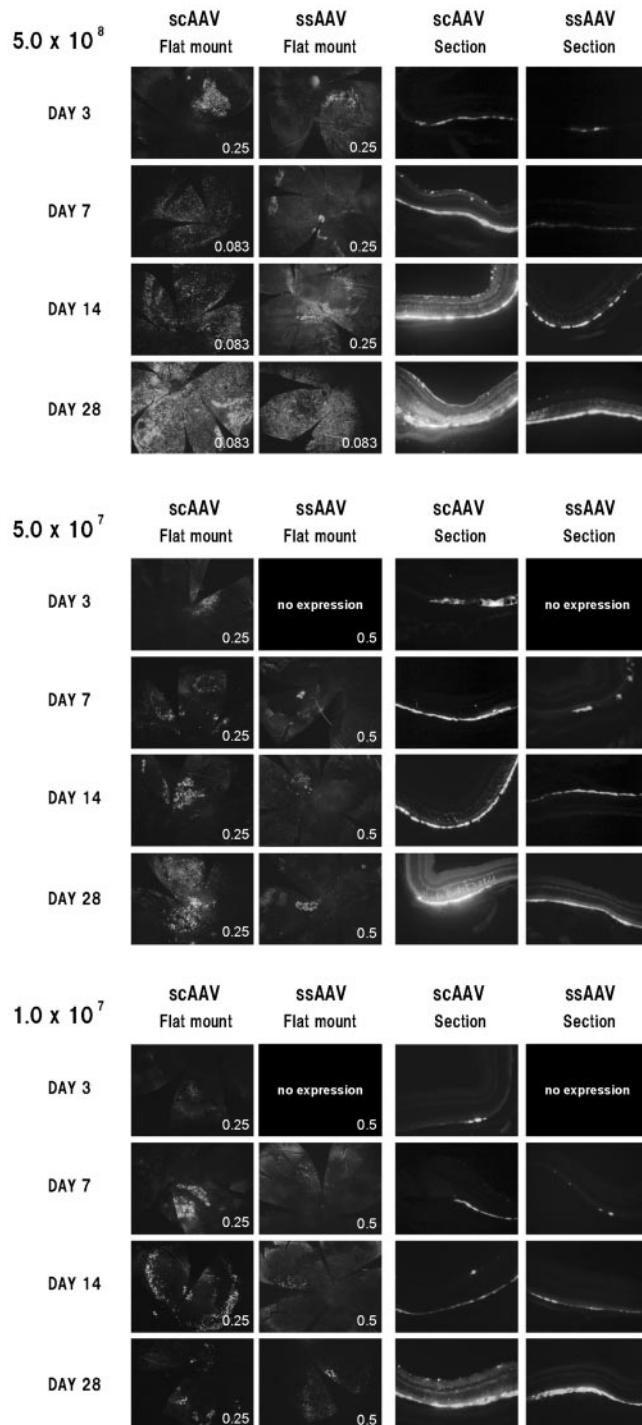 scAAV ssAAV scAAV ssAAV
5.0 x 10⁸ Flat mount Flat mount Section Section
DAY 3 0.25 0.25
DAY 7 0.083 0.25
DAY 14 0.083 0.25
DAY 28 0.083 0.083
scAAV ssAAV scAAV ssAAV
5.0 x 10⁷ Flat mount Flat mount Section Section
DAY 3 0.25 no expression 0.5 no expression
DAY 7 0.25 0.5
DAY 14 0.25 0.5
DAY 28 0.25 0.5
scAAV ssAAV scAAV ssAAV
1.0 x 10⁷ Flat mount Flat mount Section Section
DAY 3 0.25 no expression 0.5 no expression
DAY 7 0.25 0.5
DAY 14 0.25 0.5
DAY 28 0.25 0.5